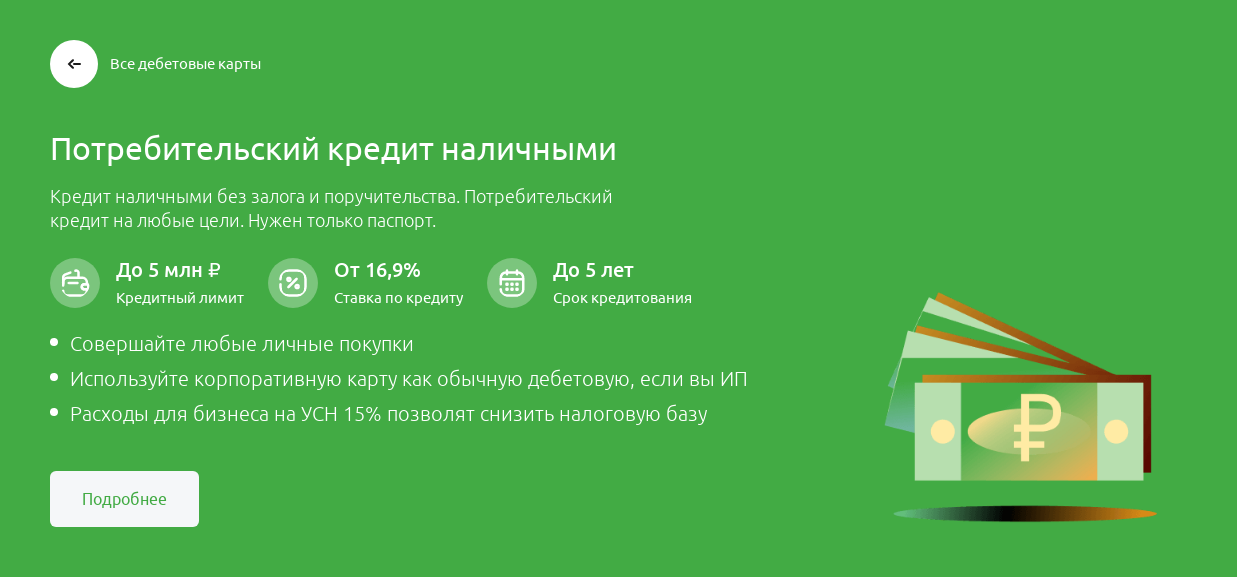 Все дебетовые карты
Потребительский кредит наличными
Кредит наличными без залога и поручительства. Потребительский
кредит на любые цели. Нужен только паспорт.
До 5 млн ₽
Кредитный лимит
От 16,9%
Ставка по кредиту
До 5 лет
Срок кредитования
Совершайте любые личные покупки
Используйте корпоративную карту как обычную дебетовую, если вы ИП
Расходы для бизнеса на УСН 15% позволят снизить налоговую базу
₽
Подробнее